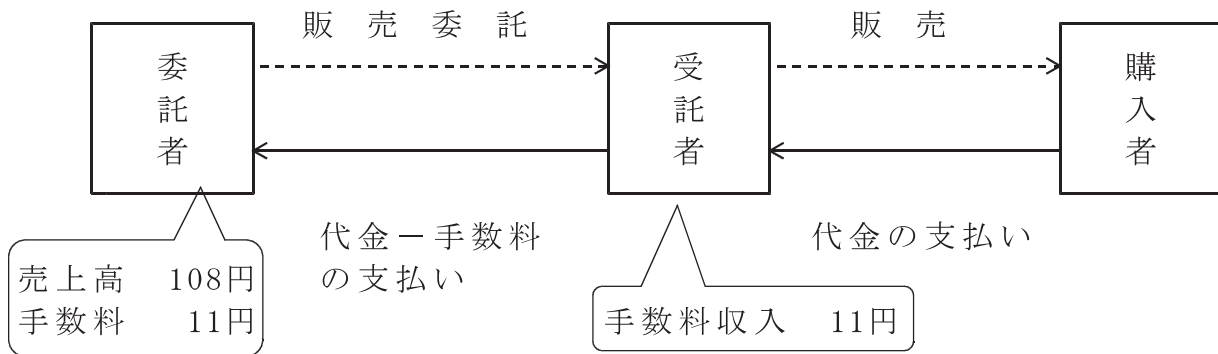 販売委託
販売
委託者
受託者
購入者
代金－手数料
の支払い
代金の支払い
売上高 108円
手数料 11円
手数料収入 11円